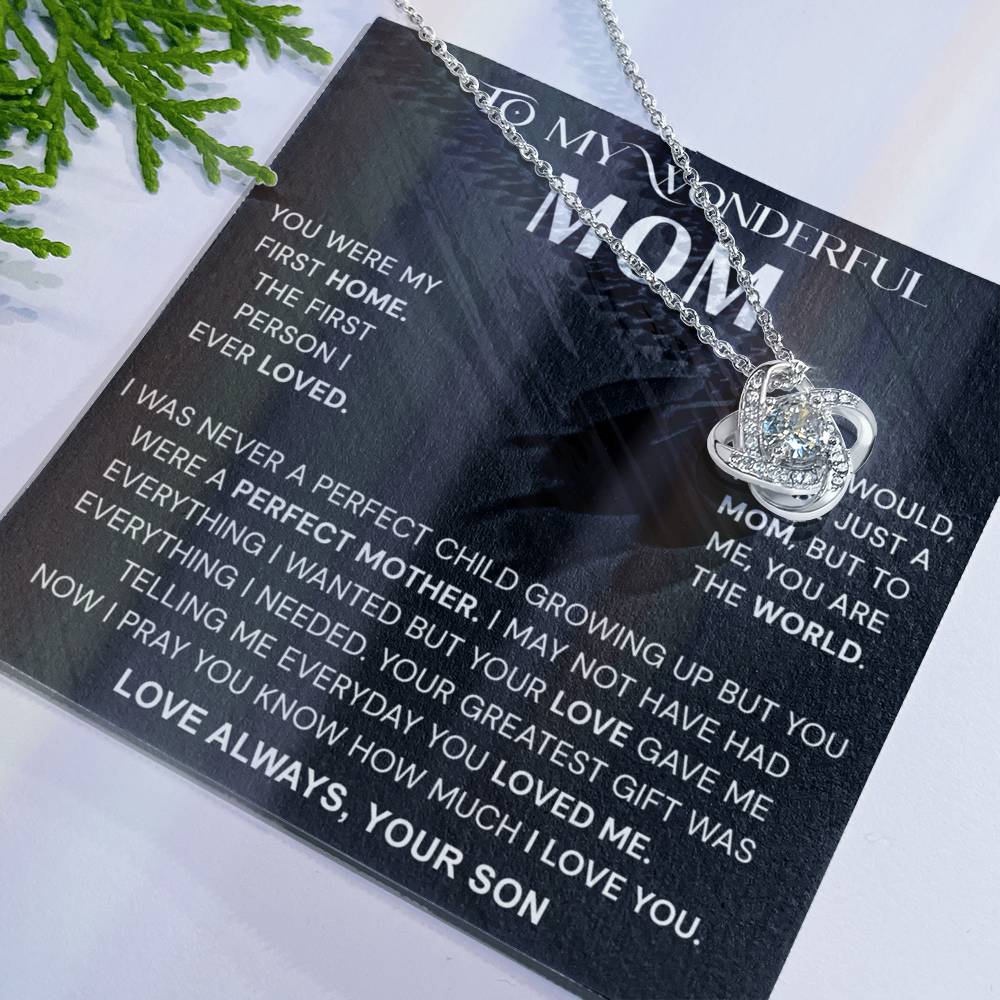 TO MY WONDERFUL
MOM
YOU WERE MY
FIRST HOME.
THE FIRST
PERSON I
EVER LOVED.
WOULD,
JUST A
MOM, BUT TO
ME, YOU ARE
THE WORLD.
I WAS NEVER A PERFECT CHILD GROWING UP BUT YOU
WERE A PERFECT MOTHER. I MAY NOT HAVE HAD
EVERYTHING I WANTED BUT YOUR LOVE GAVE ME
EVERYTHING I NEEDED. YOUR GREATEST GIFT WAS
TELLING ME EVERYDAY YOU LOVED ME.
NOW I PRAY YOU KNOW HOW MUCH I LOVE YOU.
LOVE ALWAYS, YOUR SON